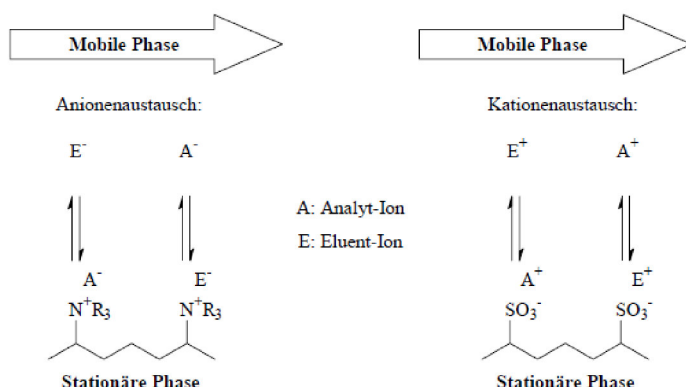 Mobile Phase
Mobile Phase
Anionenaustausch:
Kationenaustausch:
E⁻ A⁻
E⁺ A⁺
A: Analyt-Ion
E: Eluent-Ion
A⁻ E⁻
A⁺ E⁺
N⁺R₃ N⁺R₃
SO₃⁻ SO₃⁻
Stationäre Phase
Stationäre Phase